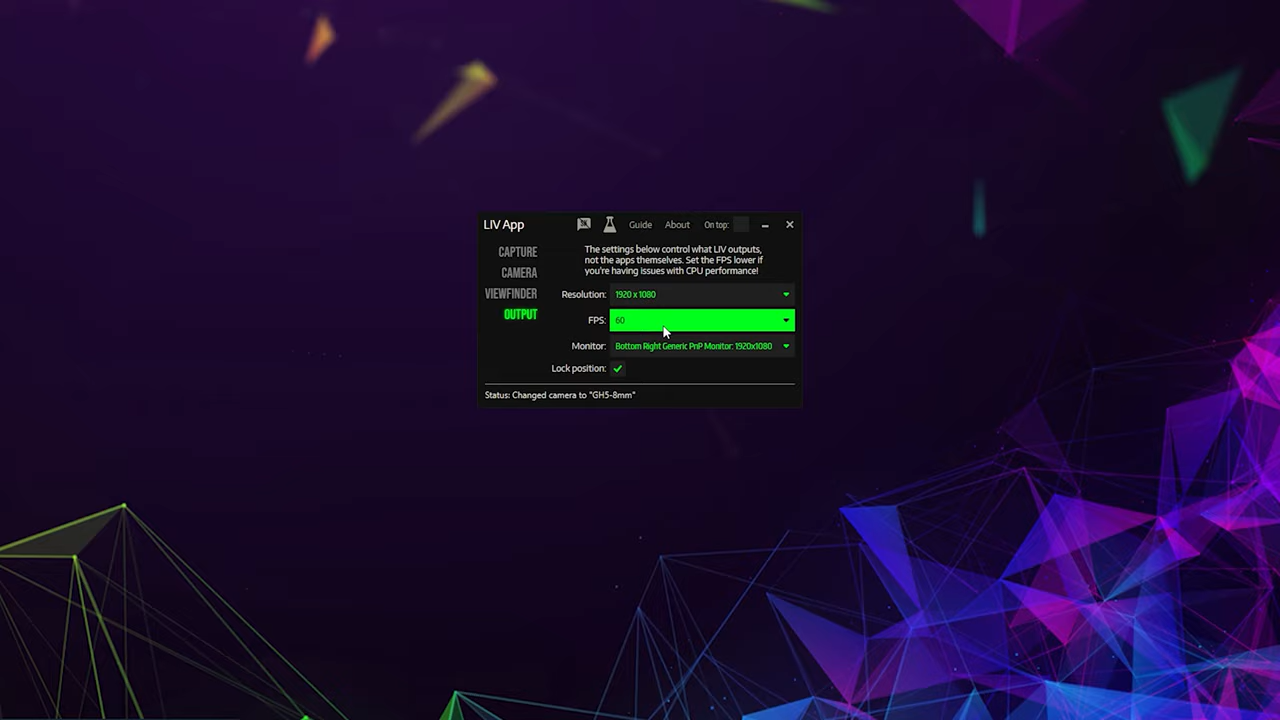 LIV App
Guide
About
On top:
CAPTURE
CAMERA
VIEWFINDER
OUTPUT
The settings below control what LIV outputs,
not the apps themselves. Set the FPS lower if
you're having issues with CPU performance!
Resolution: 1920 x 1080
FPS: 60
Monitor: Bottom Right Generic PnP Monitor: 1920x1080
Lock position:
Status: Changed camera to "GH5-8mm"